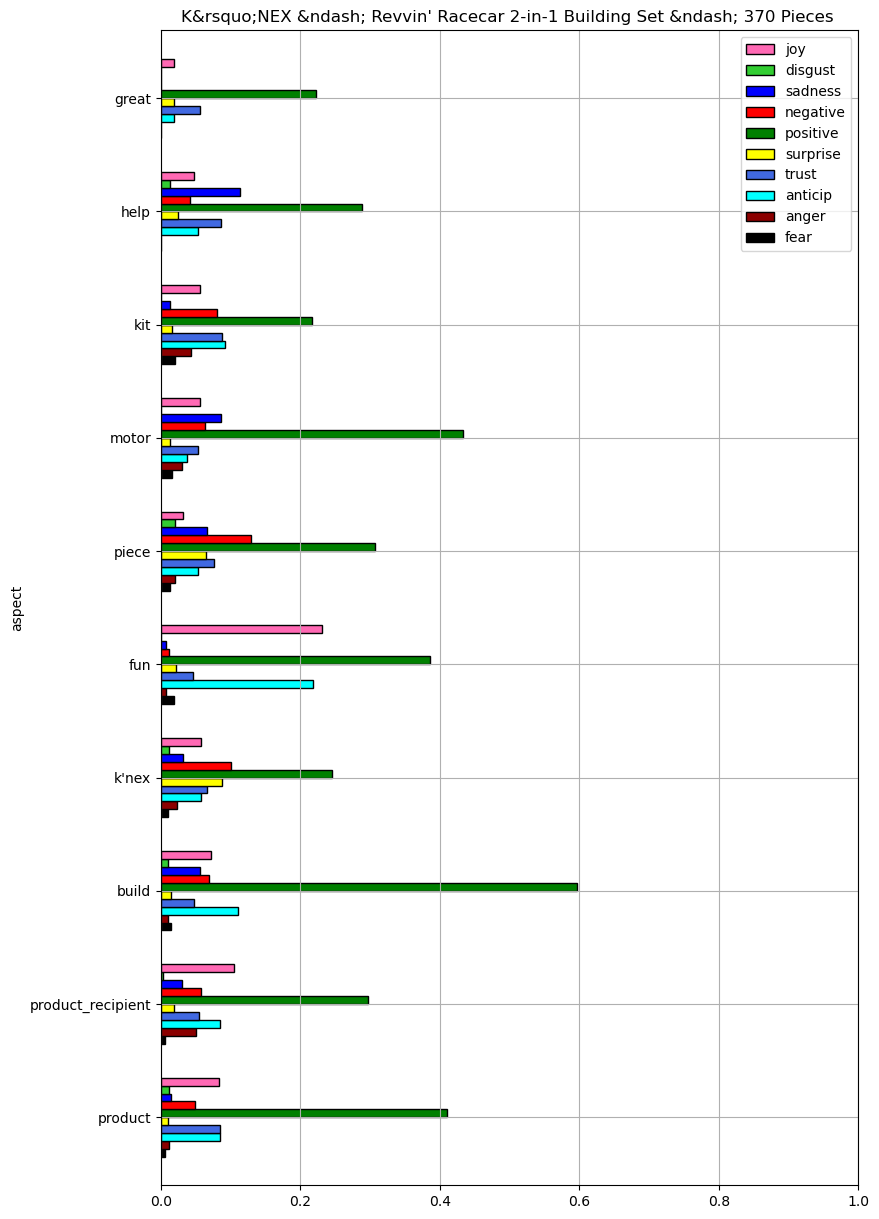 K&rsquo;NEX &ndash; Revvin' Racecar 2-in-1 Building Set &ndash; 370 Pieces
joy
disgust
sadness
negative
positive
surprise
trust
anticip
anger
fear
great
help
kit
motor
piece
fun
k'nex
build
product_recipient
product
aspect
0.0 0.2 0.4 0.6 0.8 1.0